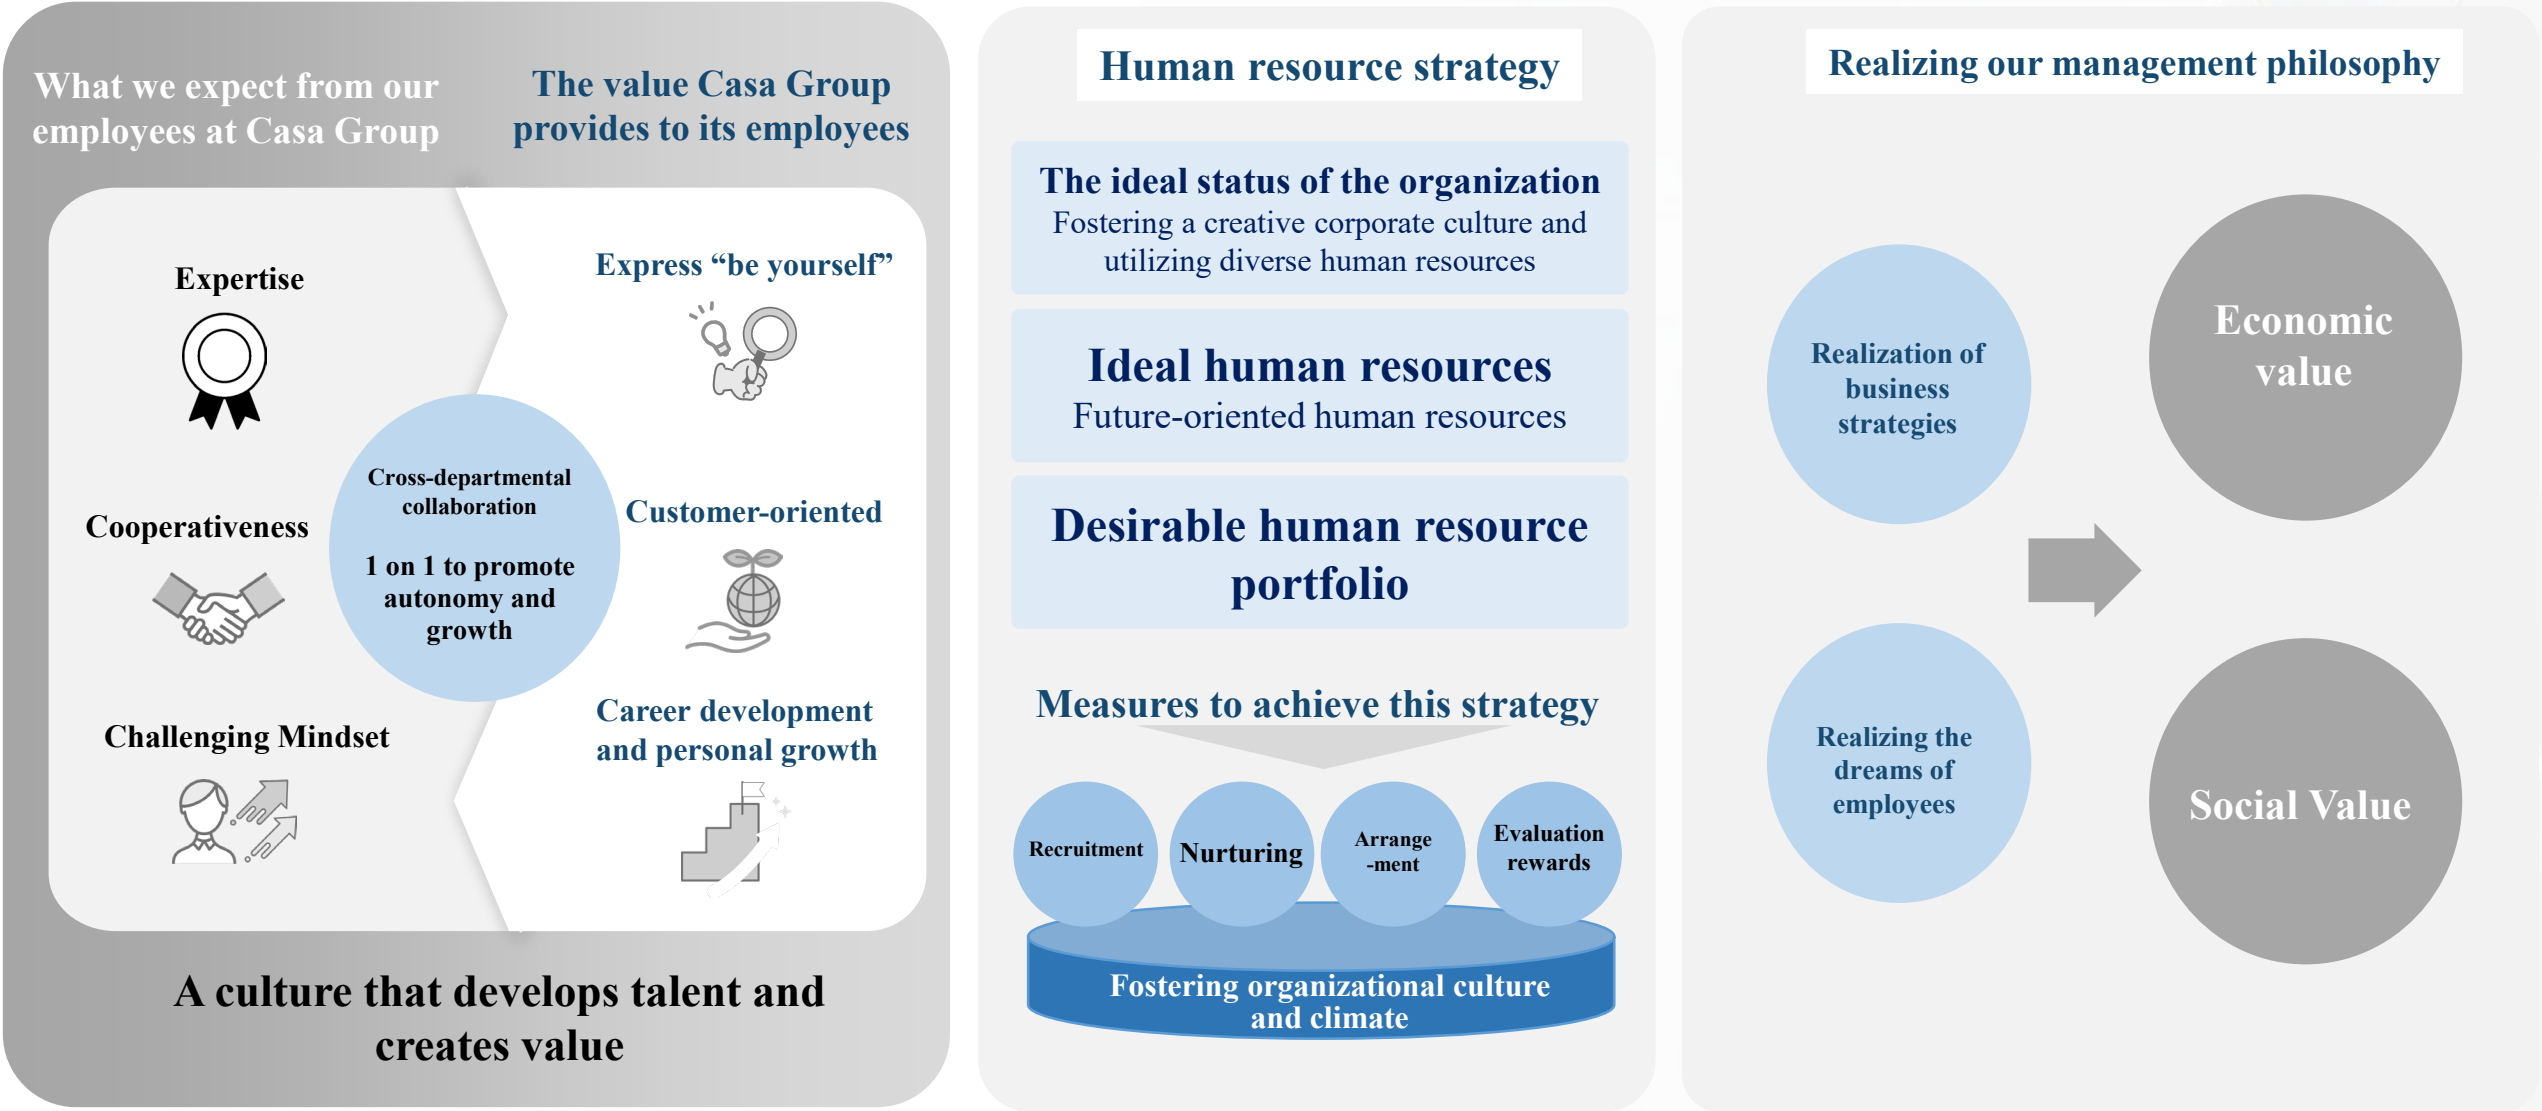 What we expect from our
employees at Casa Group
The value Casa Group
provides to its employees
Expertise
Cooperativeness
Challenging Mindset
Cross-departmental
collaboration
1 on 1 to promote
autonomy and
growth
Express “be yourself”
Customer-oriented
Career development
and personal growth
A culture that develops talent and
creates value
Human resource strategy
The ideal status of the organization
Fostering a creative corporate culture and
utilizing diverse human resources
Ideal human resources
Future-oriented human resources
Desirable human resource
portfolio
Measures to achieve this strategy
Recruitment
Nurturing
Arrange
-ment
Evaluation
rewards
Fostering organizational culture
and climate
Realizing our management philosophy
Realization of
business
strategies
Realizing the
dreams of
employees
Economic
value
Social Value